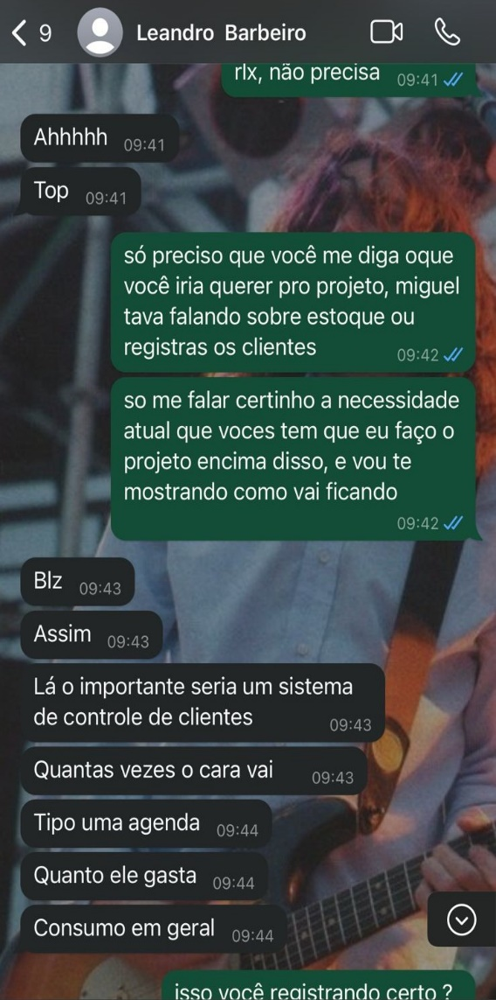 9 Leandro Barbeiro
rlx, não precisa 09:41
Ahhhhh 09:41
Top 09:41
só preciso que você me diga oque
você iria querer pro projeto, miguel
tava falando sobre estoque ou
registras os clientes 09:42
so me falar certinho a necessidade
atual que voces tem que eu faço o
projeto encima disso, e vou te
mostrando como vai ficando
09:42
Blz 09:43
Assim 09:43
Lá o importante seria um sistema
de controle de clientes 09:43
Quantas vezes o cara vai 09:43
Tipo uma agenda 09:44
Quanto ele gasta 09:44
Consumo em geral 09:44
isso você registrando certo ?